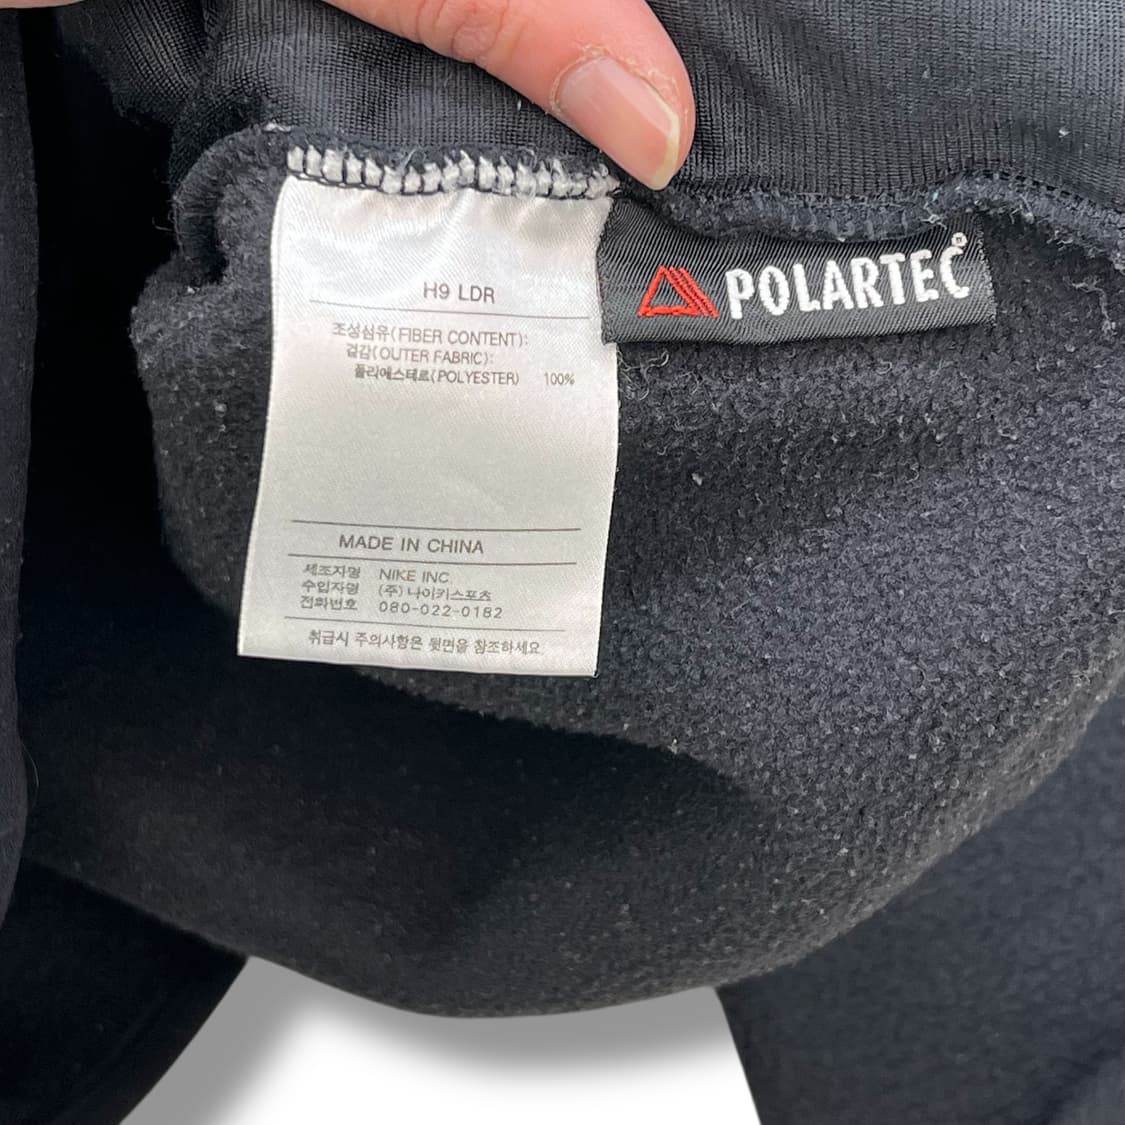 H9 LDR
조성섬유(FIBER CONTENT):
겉감(OUTER FABRIC):
폴리에스테르(POLYESTER) 100%
MADE IN CHINA
제조자명 NIKE INC.
수입자명 (주)나이키스포츠
전화번호 080-022-0182
취급시 주의사항은 뒷면을 참조하세요
POLARTEC®